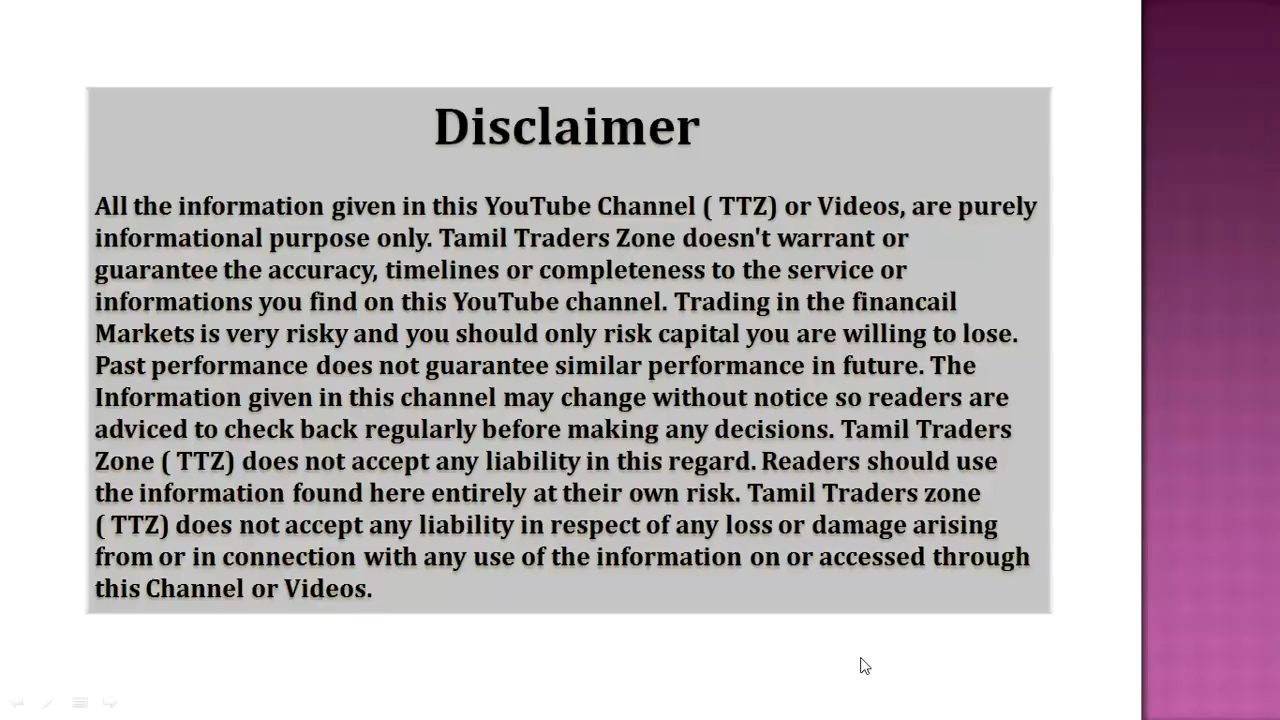 Disclaimer
All the information given in this YouTube Channel ( TTZ) or Videos, are purely
informational purpose only. Tamil Traders Zone doesn't warrant or
guarantee the accuracy, timelines or completeness to the service or
informations you find on this YouTube channel. Trading in the financail
Markets is very risky and you should only risk capital you are willing to lose.
Past performance does not guarantee similar performance in future. The
Information given in this channel may change without notice so readers are
adviced to check back regularly before making any decisions. Tamil Traders
Zone ( TTZ) does not accept any liability in this regard. Readers should use
the information found here entirely at their own risk. Tamil Traders zone
( TTZ) does not accept any liability in respect of any loss or damage arising
from or in connection with any use of the information on or accessed through
this Channel or Videos.